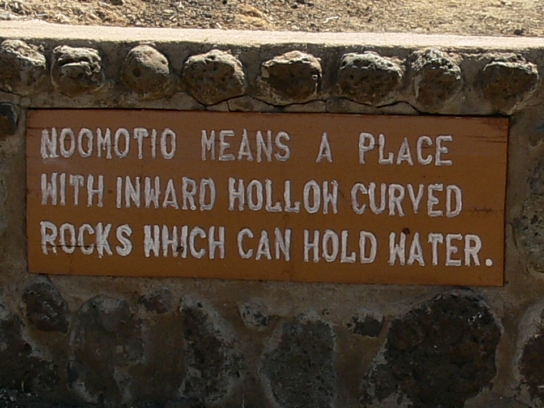 NOOMOTIO MEANS A PLACE
WITH INWARD HOLLOW CURVED
ROCKS WHICH CAN HOLD WATER.